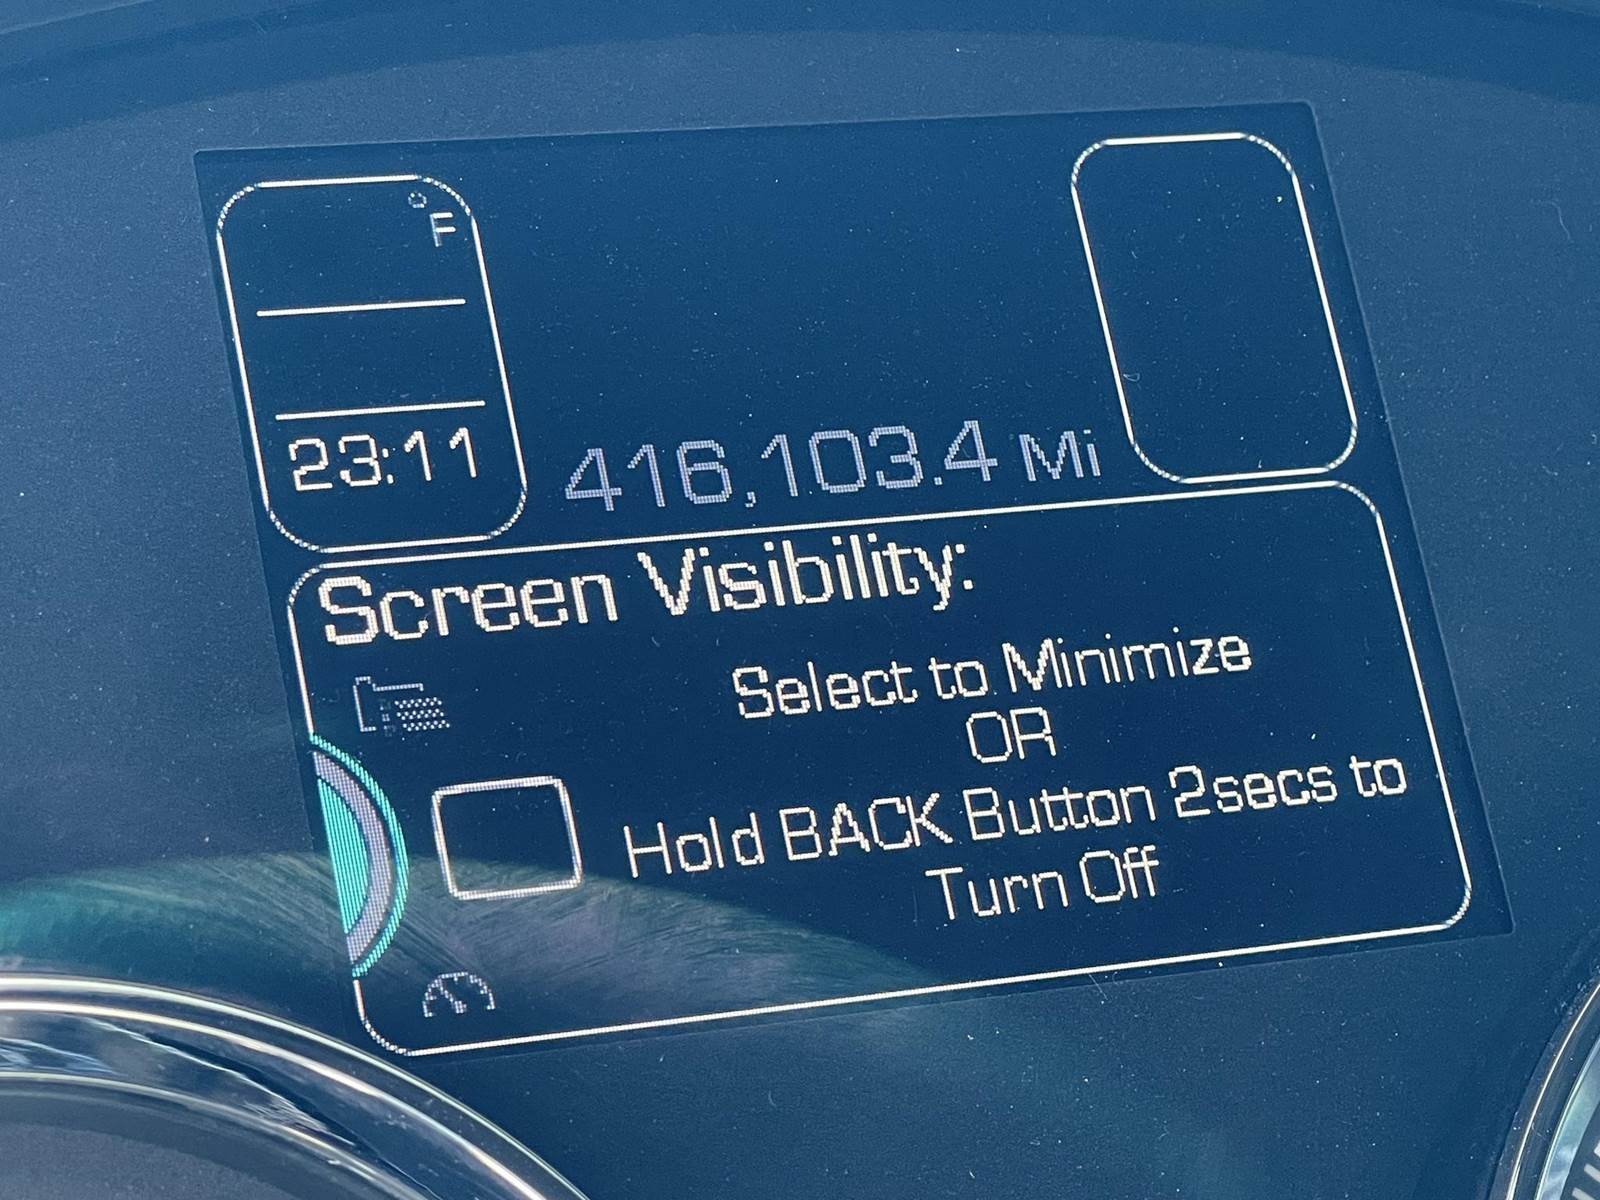 °F
23:11
416,103.4 Mi
Screen Visibility:
Select to Minimize
OR
Hold BACK Button 2secs to
Turn Off